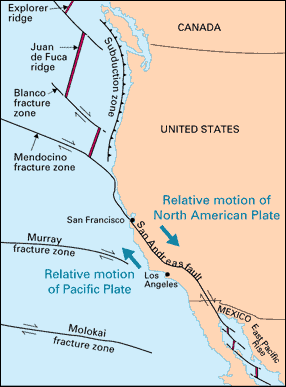 Explorer
ridge
CANADA
Juan
de Fuca
ridge
Subduction zone
Blanco
fracture
zone
UNITED STATES
Mendocino
fracture zone
Relative motion of
North American Plate
San Francisco
San Andreas fault
Murray
fracture zone
Relative motion
of Pacific Plate
Los
Angeles
MEXICO
East Pacific
Rise
Molokai
fracture zone